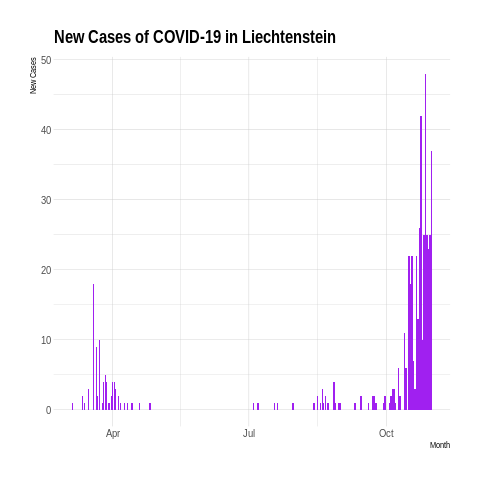 New Cases of COVID-19 in Liechtenstein
New Cases
50
40
30
20
10
0
Apr
Jul
Oct
Month